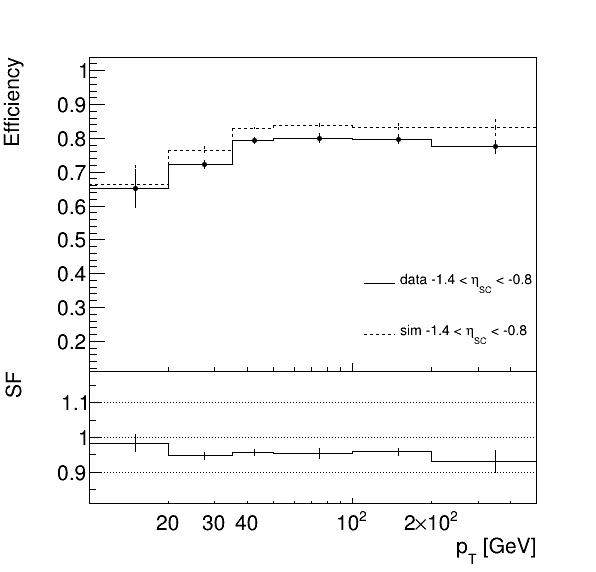 Efficiency
1
0.9
0.8
0.7
0.6
0.5
0.4
0.3
0.2
data -1.4 < η_SC < -0.8
sim -1.4 < η_SC < -0.8
SF
1.1
1
0.9
20 30 40 10² 2×10²
p_T [GeV]